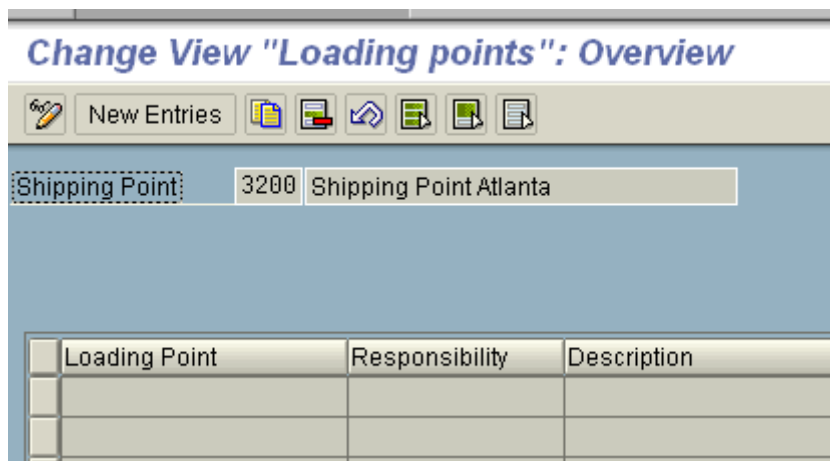 Change View "Loading points": Overview
New Entries
Shipping Point 3200 Shipping Point Atlanta
Loading Point Responsibility Description